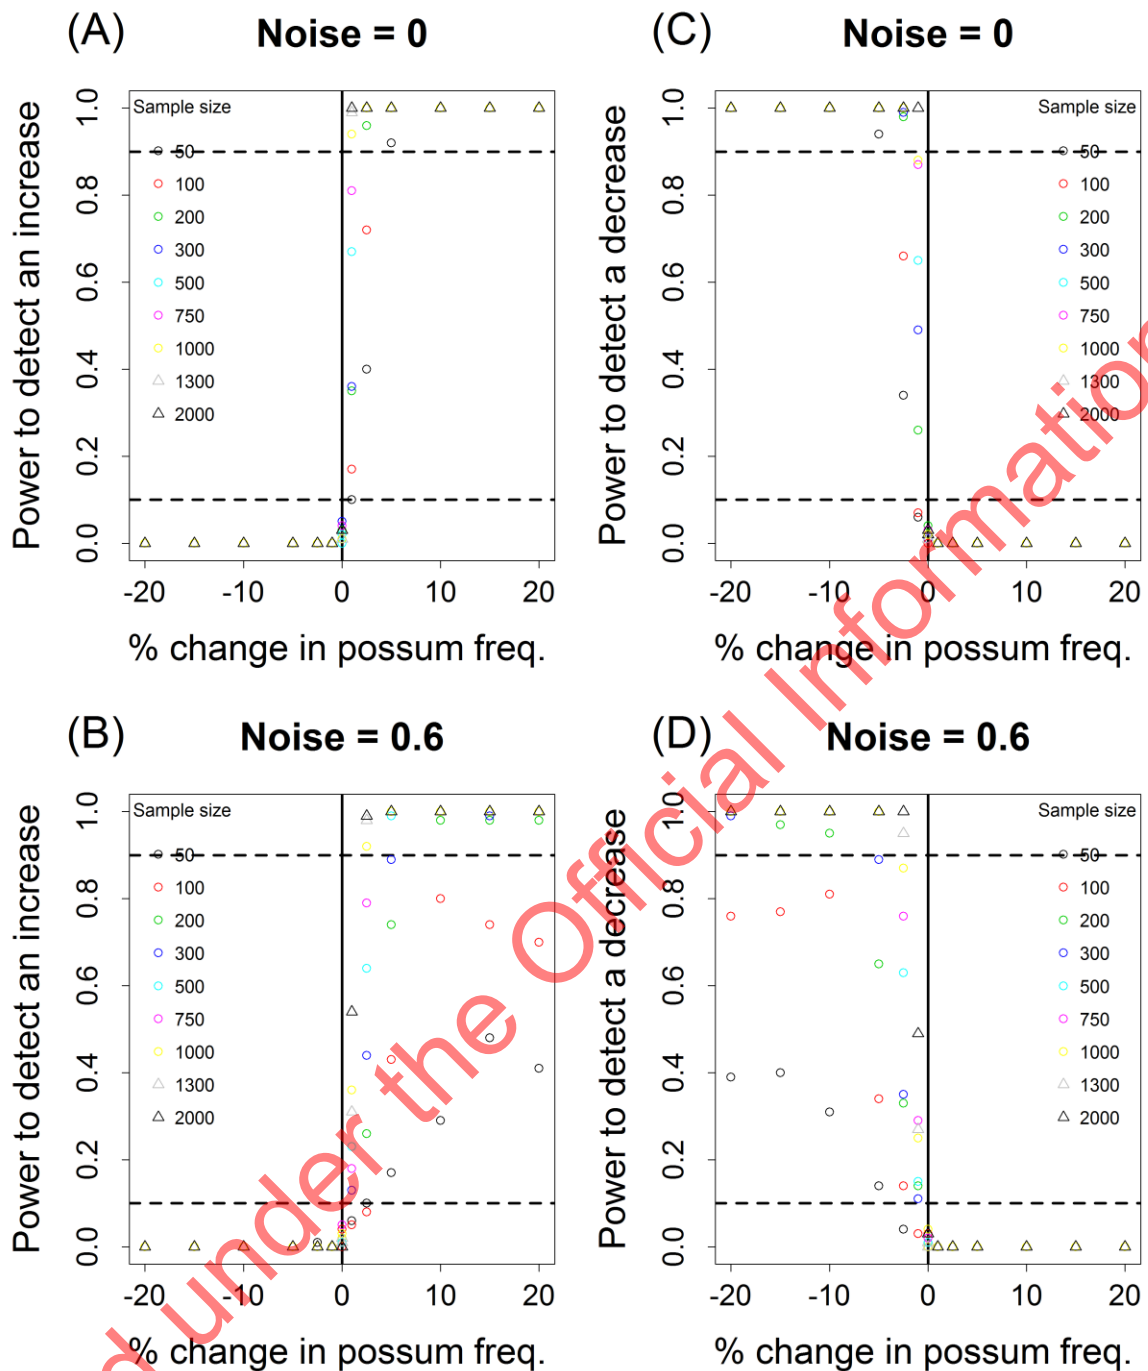 (A) Noise = 0
Power to detect an increase
1.0
0.8
0.6
0.4
0.2
0.0
Sample size
50
100
200
300
500
750
1000
1300
2000
-20 -10 0 10 20
% change in possum freq.
(C) Noise = 0
Power to detect a decrease
1.0
0.8
0.6
0.4
0.2
0.0
Sample size
50
100
200
300
500
750
1000
1300
2000
-20 -10 0 10 20
% change in possum freq.
(B) Noise = 0.6
Power to detect an increase
1.0
0.8
0.6
0.4
0.2
0.0
Sample size
50
100
200
300
500
750
1000
1300
2000
-20 -10 0 10 20
% change in possum freq.
(D) Noise = 0.6
Power to detect a decrease
1.0
0.8
0.6
0.4
0.2
0.0
Sample size
50
100
200
300
500
750
1000
1300
2000
-20 -10 0 10 20
% change in possum freq.
under the Official Information